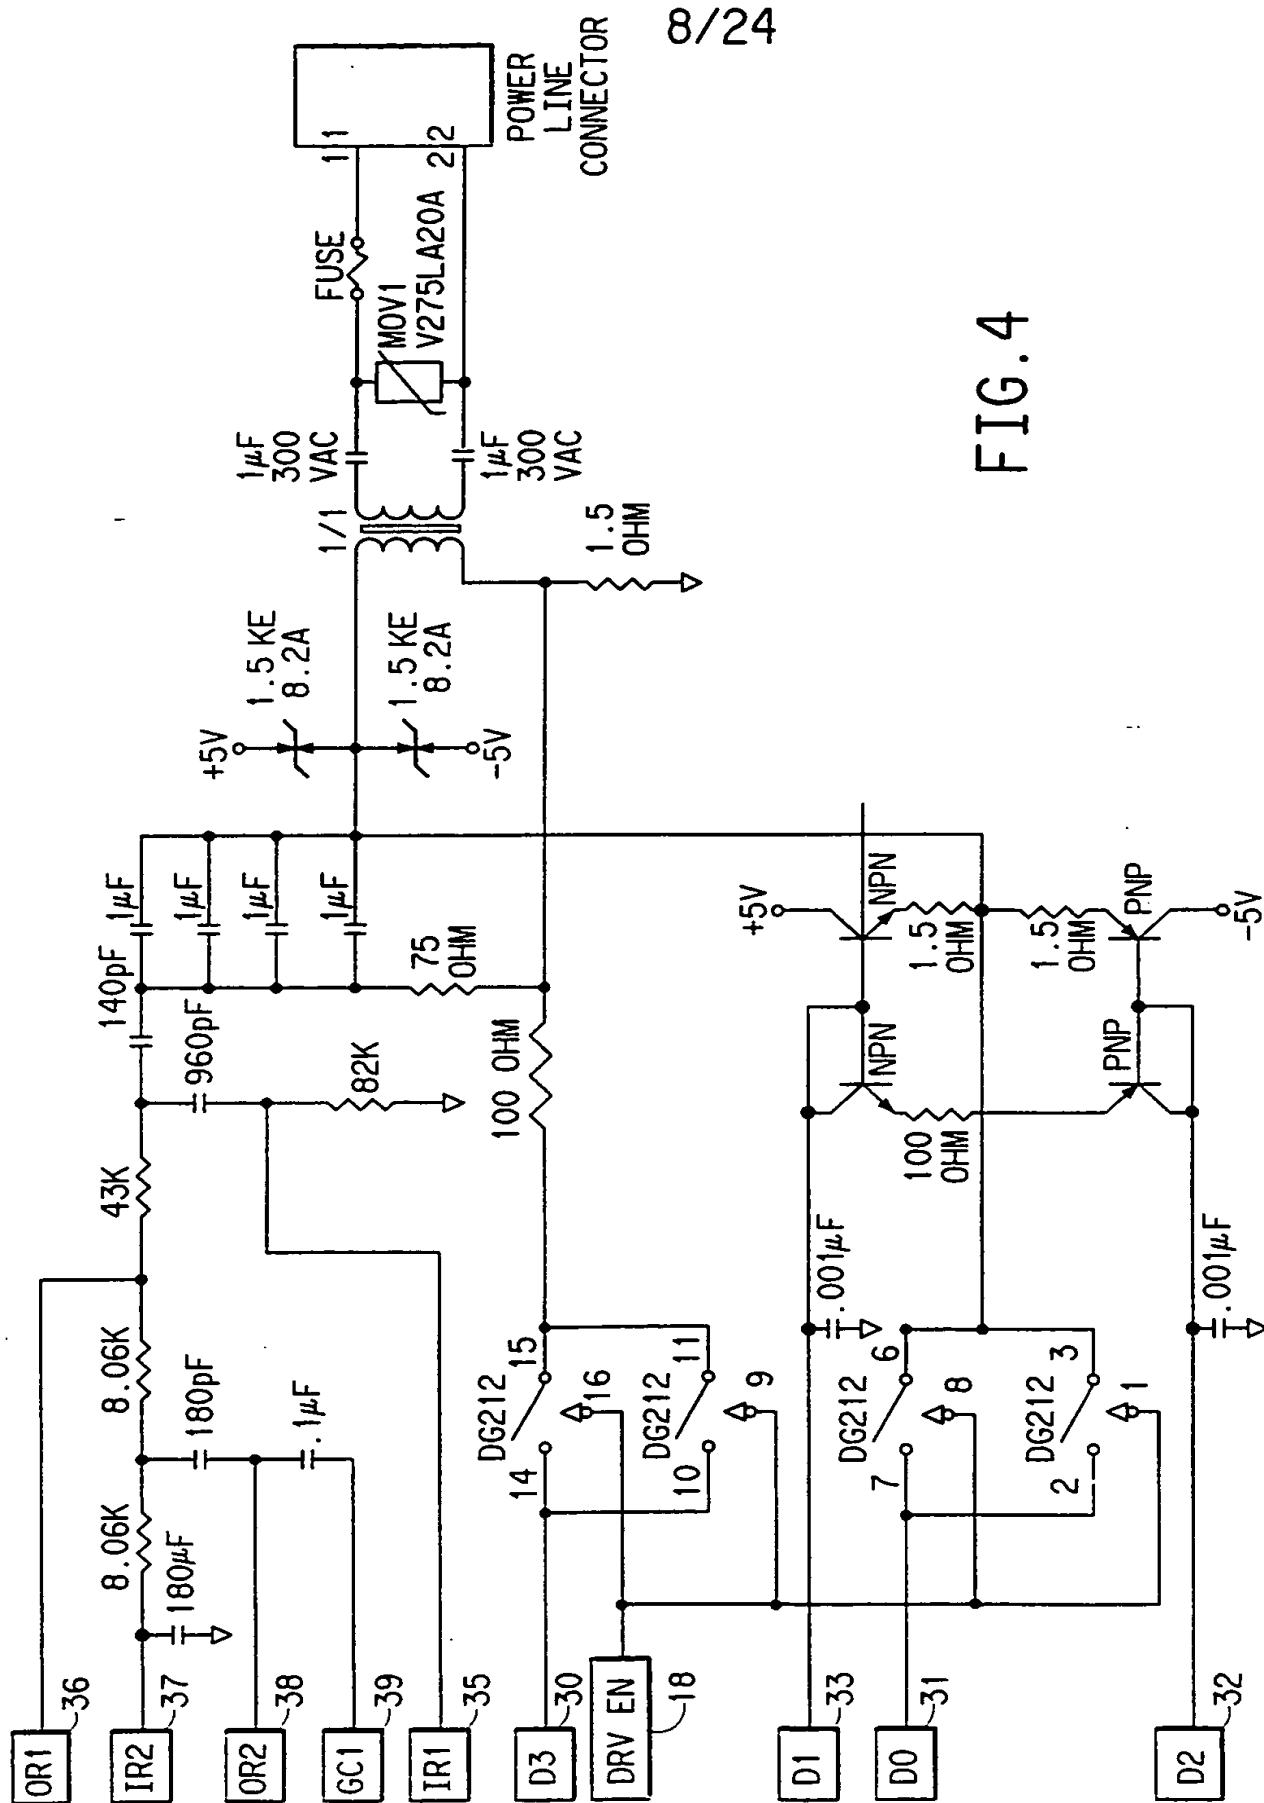 8/24
POWER
LINE
CONNECTOR
1 1
2 2
FUSE
MOV1
V275LA20A
1µF
300
VAC
1µF
300
VAC
1/1
1.5
OHM
1.5 KE
8.2A
1.5 KE
8.2A
+5V
-5V
1µF
1µF
1µF
1µF
75
OHM
140pF
960pF
82K
100 OHM
43K
8.06K
180pF
.1µF
8.06K
180µF
OR1
36
IR2
37
OR2
38
GC1
39
IR1
35
D3
30
DRV EN
18
D1
33
D0
31
D2
32
DG212
14
15
16
DG212
10
11
9
DG212
7
6
8
DG212
2
3
1
.001µF
.001µF
+5V
NPN
NPN
1.5
OHM
1.5
OHM
100
OHM
PNP
PNP
-5V
FIG.4